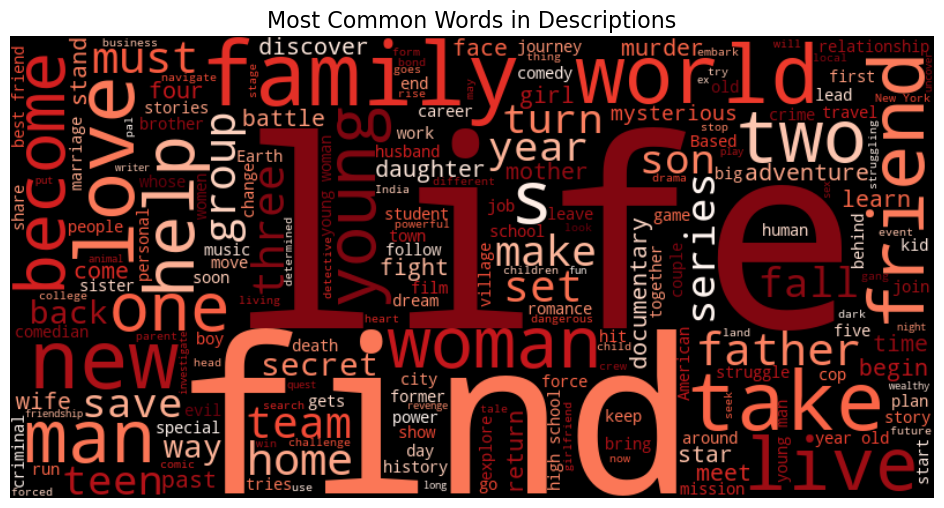 Most Common Words in Descriptions
business
discover
family
world
face
journey
thing
murder
form
bond
goes
rise
embark
will
local
relationship
must
navigate
stage
end
comedy
girl
try
ex
old
first
lead
uncover
best friend
become
love
four
stories
brother
battle
career
turn
mysterious
crime
travel
New York
friend
pal
writer
whose
help
group
Earth
changer
three
young
work
husband
year
stop
Based
play
two
struggling
marriage stand
share
people
personal
women
music
move
soon
daughter
mother
son
big
adventure
drama
learn
kid
young woman
India
different
powerful
s
job
leave
school
game
couple
series
sex
human
behind
event
determined
detective
student
town
follow
fight
film
dream
village
children
fun
look
make
set
romance
dangerous
documentary
together
life
fall
gang
join
come
sister
animal
college
back
one
comedian
parent
boy
living
heart
woman
hit
child
crew
land
dark
five
night
father
time
new
investigate
head
death
secret
find
city
former
force
American
struggle
cop
begin
wealthy
wife
save
evil
quest
gets
power
revenge
tale
girlfriend
keep
seek
take
plan
story
friendship
special
team
search
show
explore
high school
around
man
year old
future
criminal
man
way
win
challenge
home
day
history
return
bring
star
young
live
start
run
teen
comic
past
tries
use
long
go
now
meet
mission
forced
may